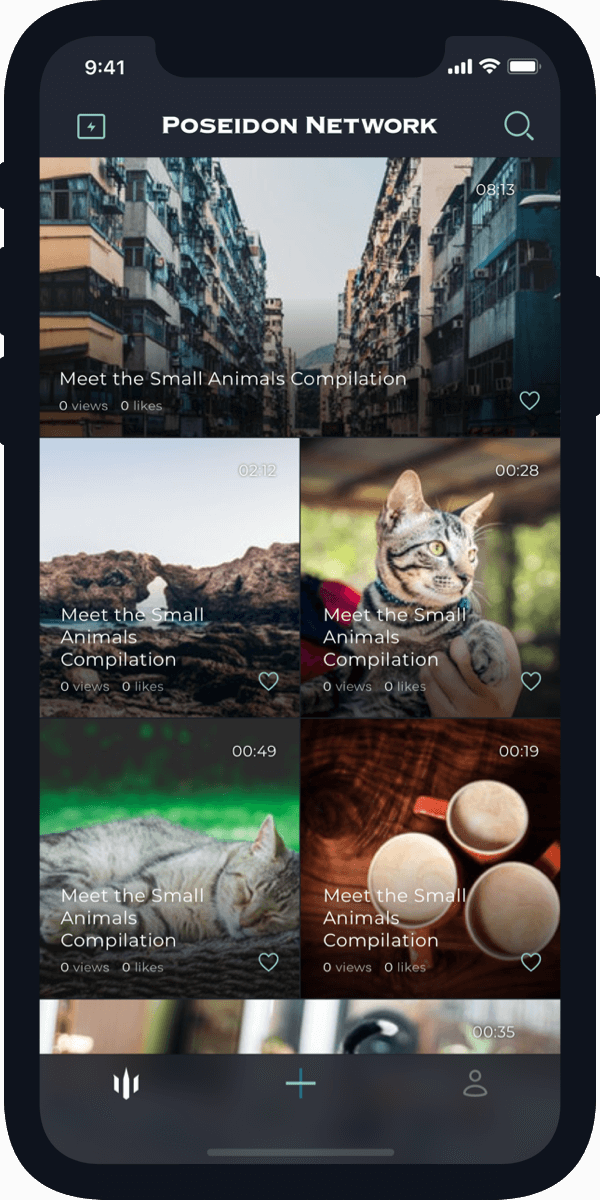 9:41
POSEIDON NETWORK
08:13
Meet the Small Animals Compilation
0 views 0 likes
02:12
Meet the Small
Animals
Compilation
0 views 0 likes
00:28
Meet the Small
Animals
Compilation
0 views 0 likes
00:49
Meet the Small
Animals
Compilation
0 views 0 likes
00:19
Meet the Small
Animals
Compilation
0 views 0 likes
00:35